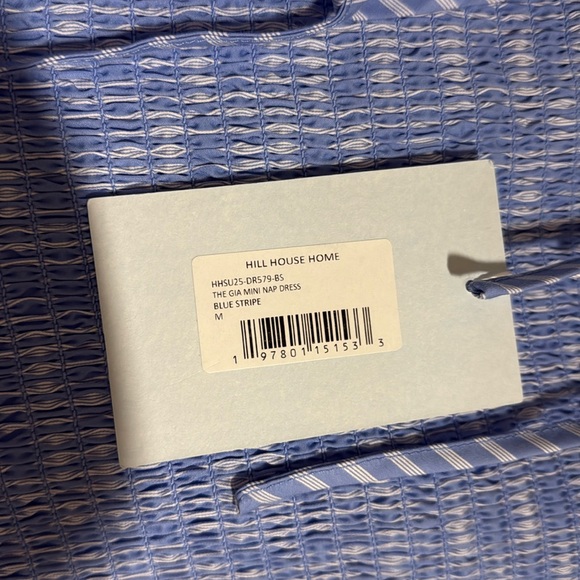 HILL HOUSE HOME
HHSU25-DR579-BS
THE GIA MINI NAP DRESS
BLUE STRIPE
M
1 97801 15153 3